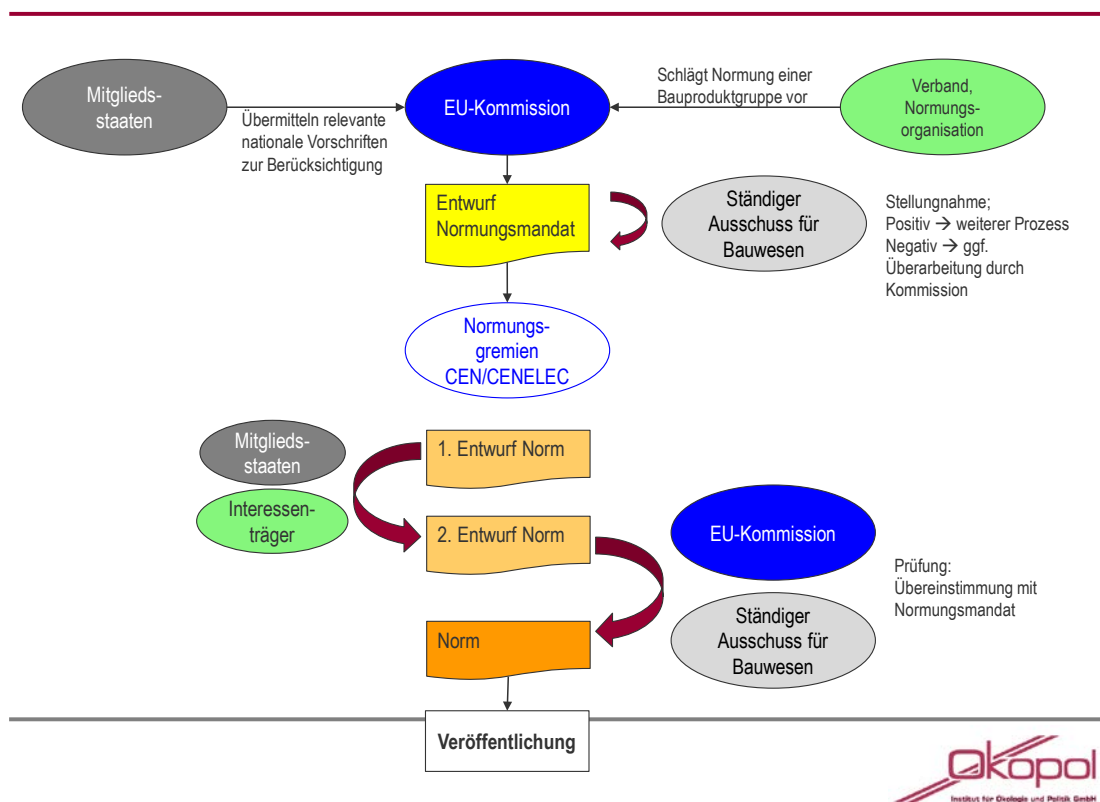 Mitglieds-
staaten
Übermitteln relevante
nationale Vorschriften
zur Berücksichtigung
EU-Kommission
Schlägt Normung einer
Bauproduktgruppe vor
Verband,
Normungs-
organisation
Entwurf
Normungsmandat
Ständiger
Ausschuss für
Bauwesen
Stellungnahme;
Positiv → weiterer Prozess
Negativ → ggf.
Überarbeitung durch
Kommission
Normungs-
gremien
CEN/CENELEC
Mitglieds-
staaten
Interessen-
träger
1. Entwurf Norm
2. Entwurf Norm
EU-Kommission
Prüfung:
Übereinstimmung mit
Normungsmandat
Ständiger
Ausschuss für
Bauwesen
Norm
Veröffentlichung
Ökopol
Institut für Ökologie und Politik GmbH